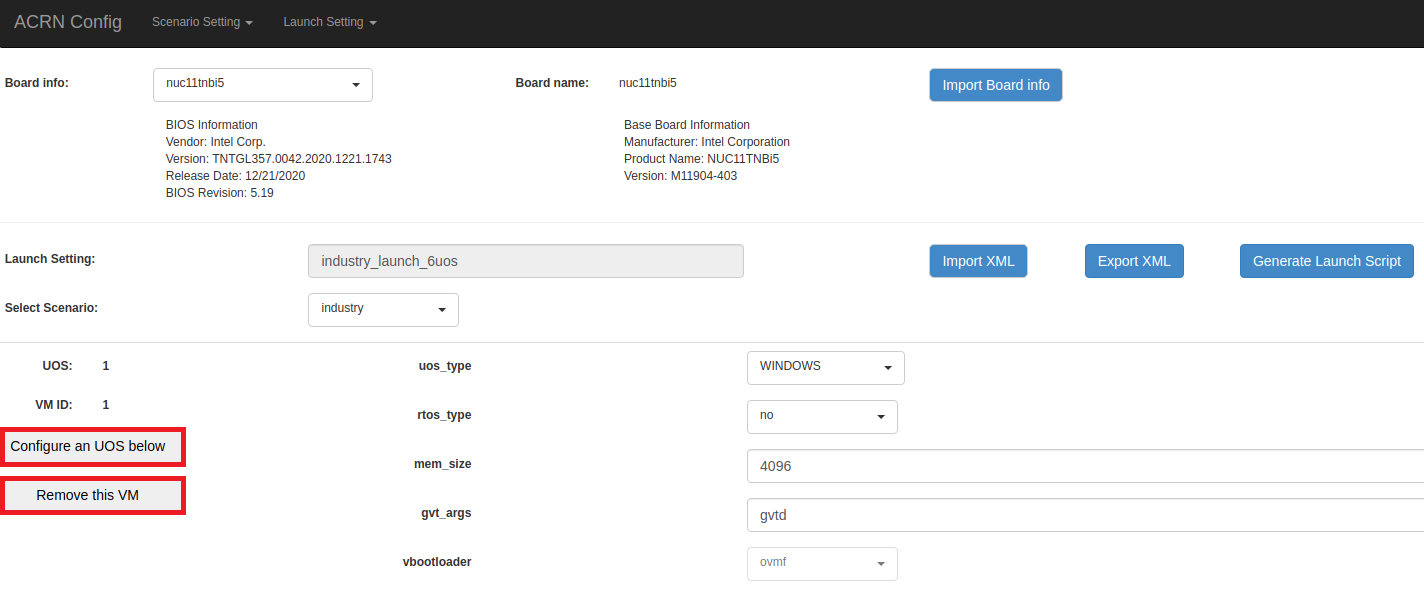 ACRN Config Scenario Setting Launch Setting
Board info: nuc11tnbi5 Board name: nuc11tnbi5 Import Board info
BIOS Information Base Board Information
Vendor: Intel Corp. Manufacturer: Intel Corporation
Version: TNTGL357.0042.2020.1221.1743 Product Name: NUC11TNBi5
Release Date: 12/21/2020 Version: M11904-403
BIOS Revision: 5.19
Launch Setting: industry_launch_6uos Import XML Export XML Generate Launch Script
Select Scenario: industry
UOS: 1 uos_type WINDOWS
VM ID: 1 rtos_type no
Configure an UOS below mem_size 4096
Remove this VM gvt_args gvtd
vbootloader ovmf